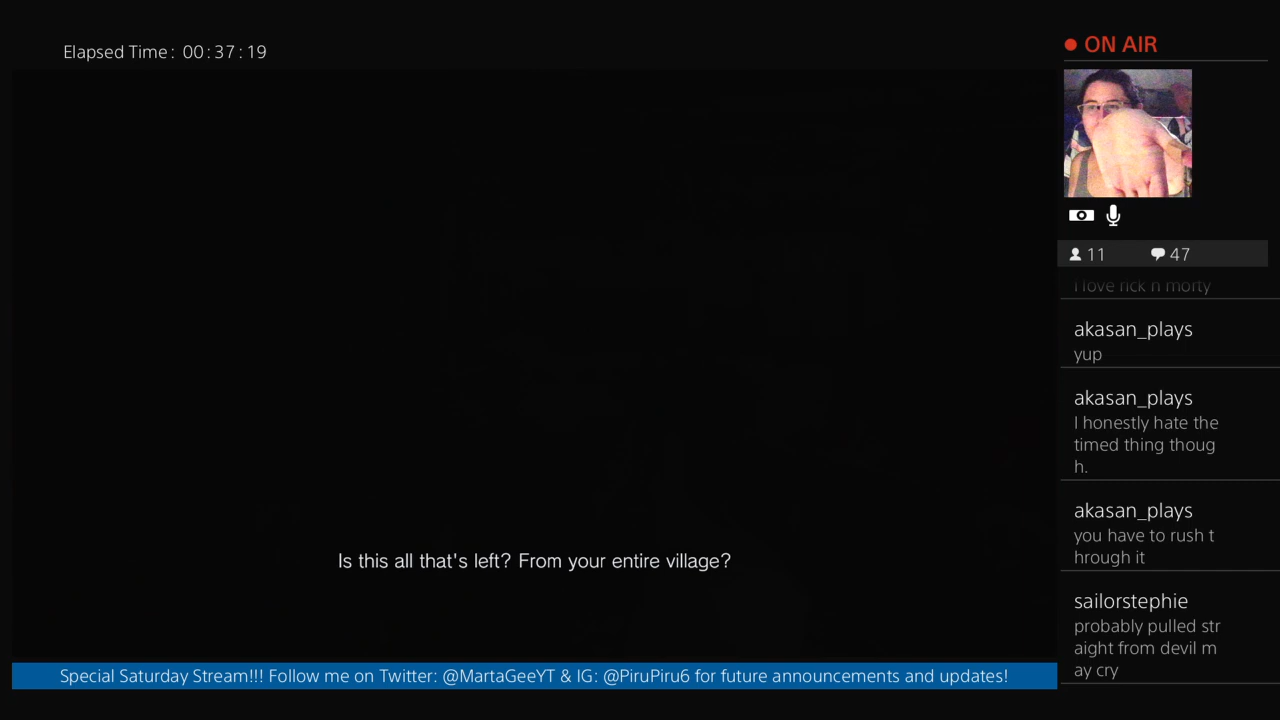 Elapsed Time: 00:37:19
ON AIR
11
47
I love rick n morty
akasan_plays
yup
akasan_plays
I honestly hate the
timed thing thoug
h.
akasan_plays
you have to rush t
hrough it
sailorstephie
probably pulled str
aight from devil m
ay cry
Is this all that's left? From your entire village?
Special Saturday Stream!!! Follow me on Twitter: @MartaGeeYT & IG: @PiruPiru6 for future announcements and updates!